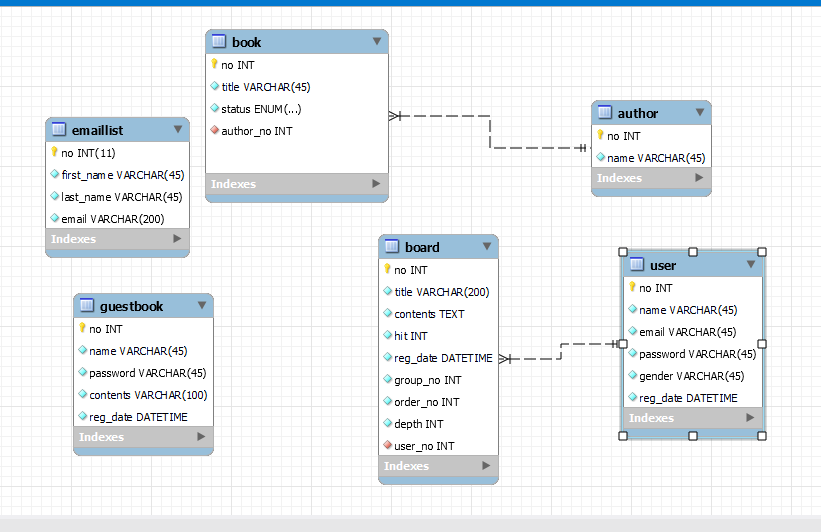 book
no INT
title VARCHAR(45)
status ENUM(...)
author_no INT
Indexes
author
no INT
name VARCHAR(45)
Indexes
emaillist
no INT(11)
first_name VARCHAR(45)
last_name VARCHAR(45)
email VARCHAR(200)
Indexes
board
no INT
title VARCHAR(200)
contents TEXT
hit INT
reg_date DATETIME
group_no INT
order_no INT
depth INT
user_no INT
Indexes
user
no INT
name VARCHAR(45)
email VARCHAR(45)
password VARCHAR(45)
gender VARCHAR(45)
reg_date DATETIME
Indexes
guestbook
no INT
name VARCHAR(45)
password VARCHAR(45)
contents VARCHAR(100)
reg_date DATETIME
Indexes